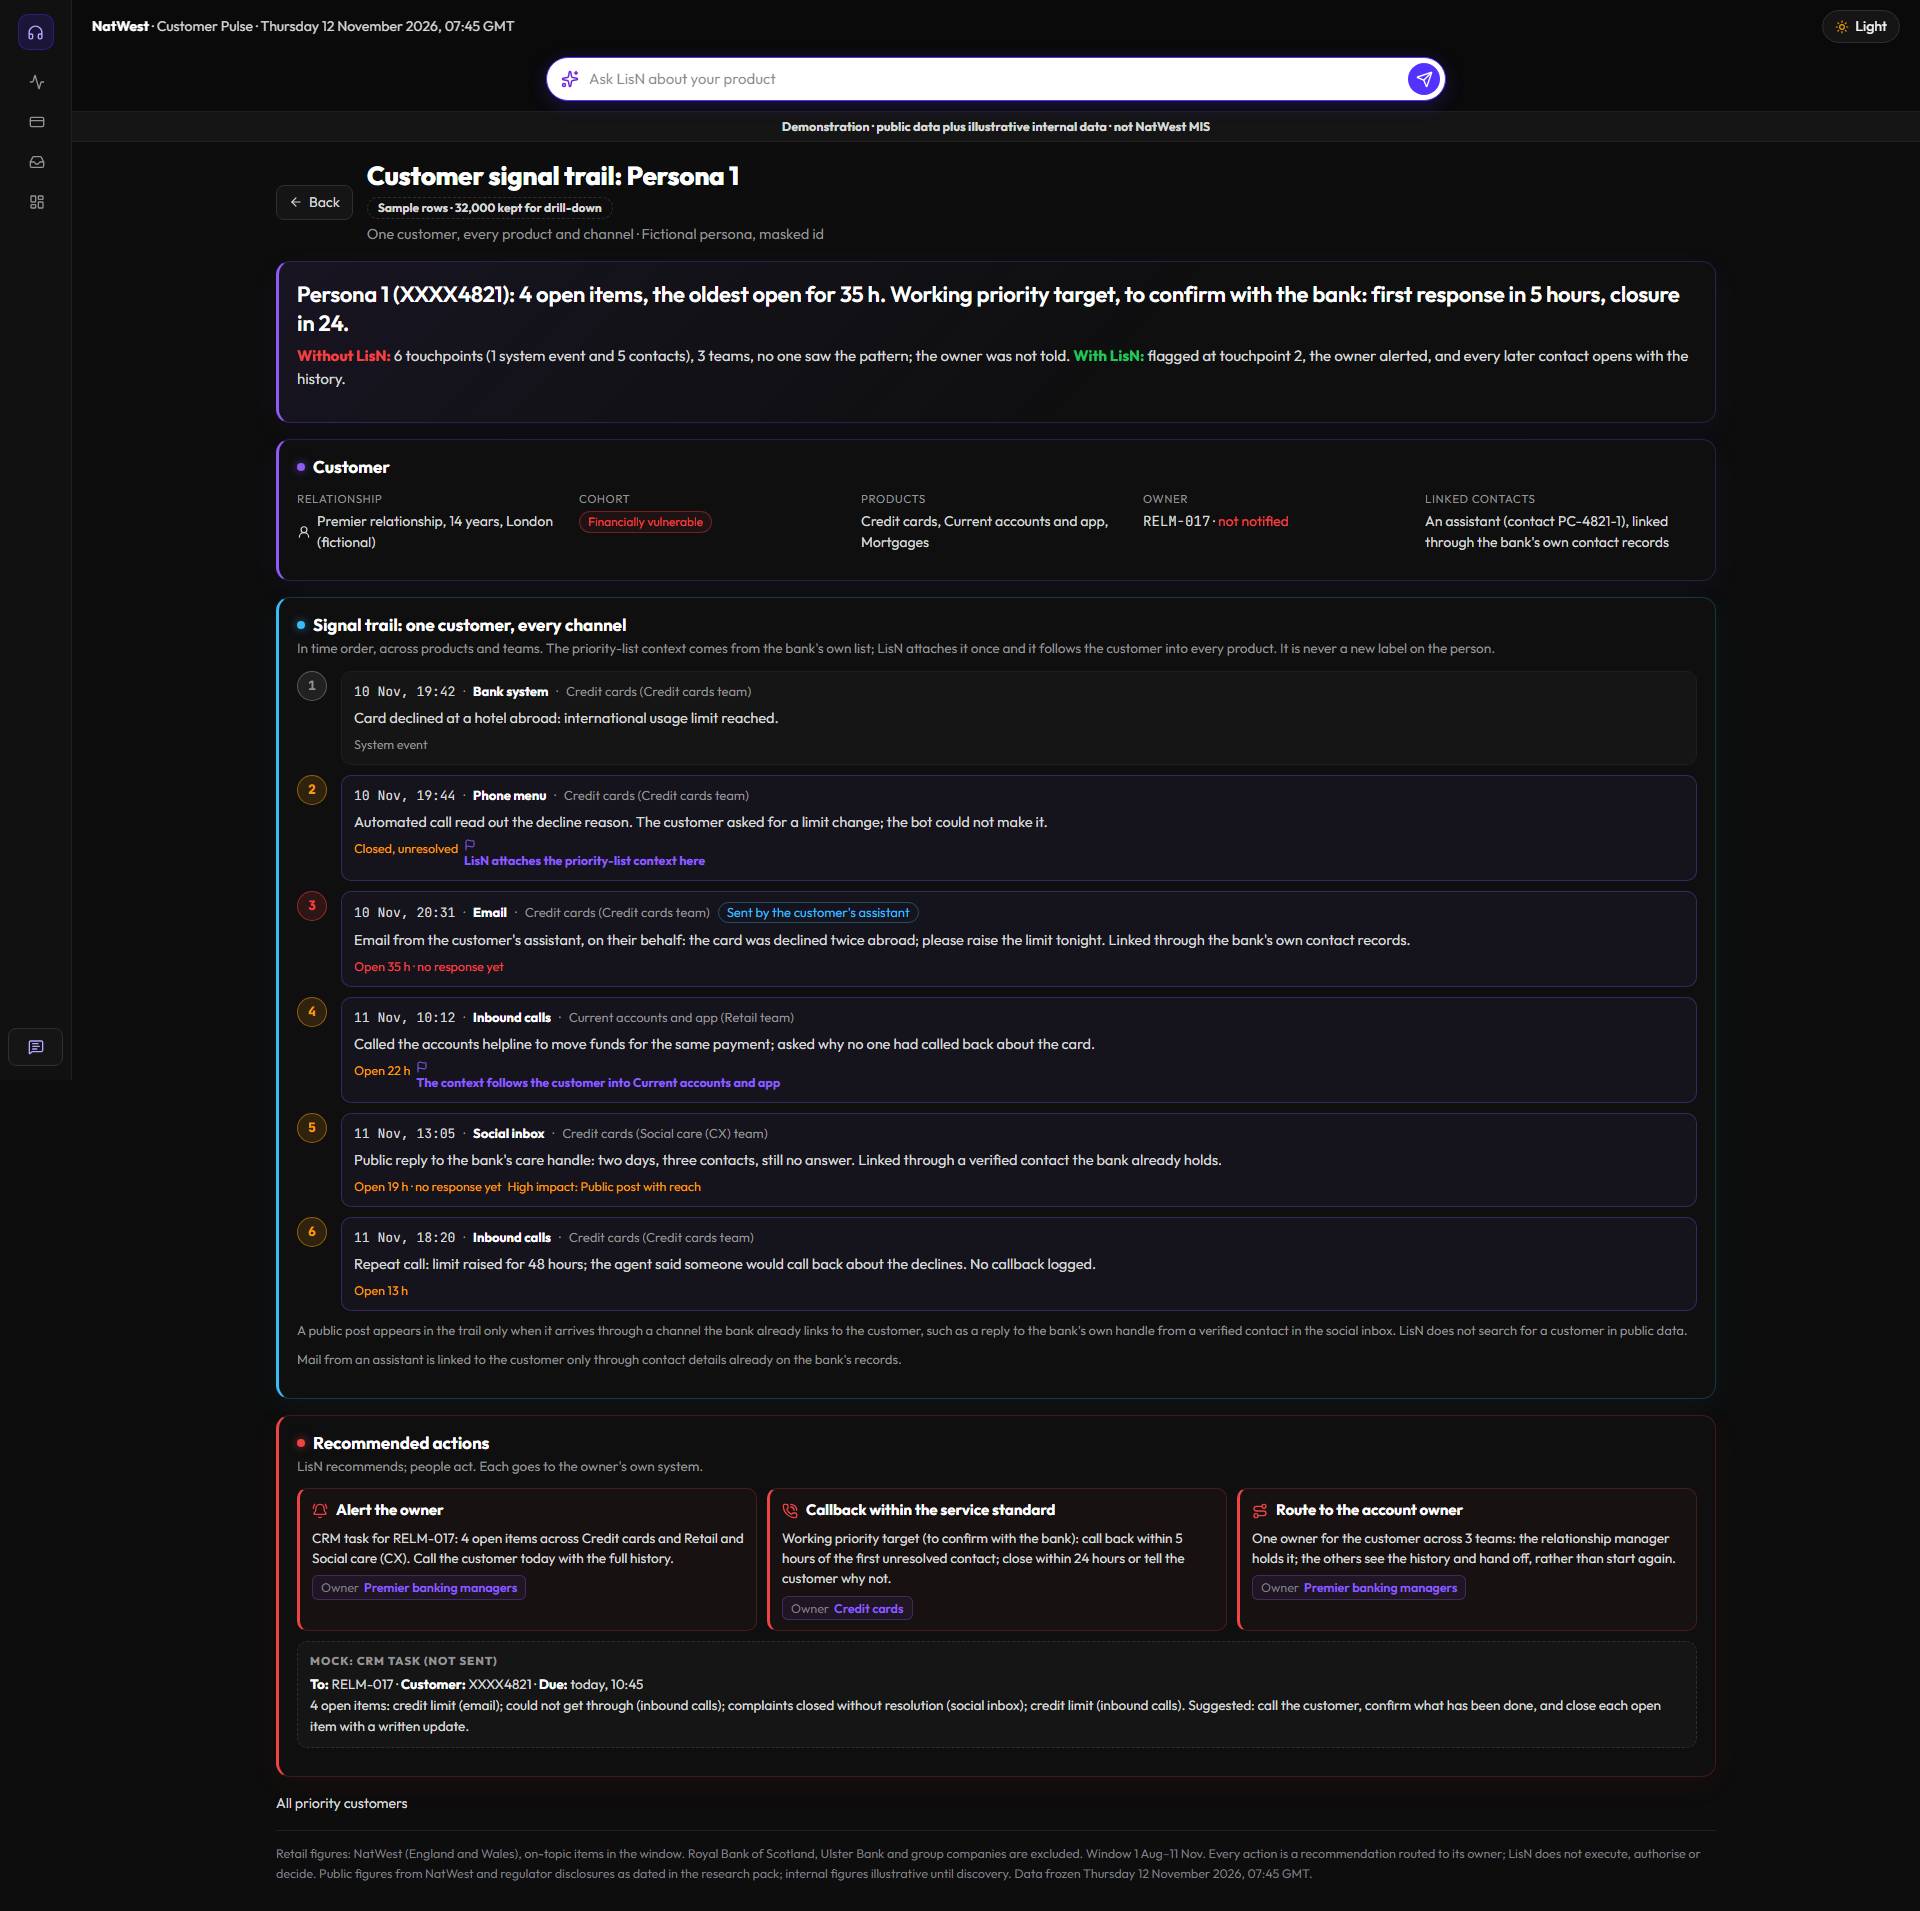 NatWest · Customer Pulse · Thursday 12 November 2026, 07:45 GMT
Light
Ask LisN about your product
Demonstration · public data plus illustrative internal data · not NatWest MIS
Back
Customer signal trail: Persona 1
Sample rows · 32,000 kept for drill-down
One customer, every product and channel · Fictional persona, masked id
Persona 1 (XXXX4821): 4 open items, the oldest open for 35 h. Working priority target, to confirm with the bank: first response in 5 hours, closure
in 24.
Without LisN: 6 touchpoints (1 system event and 5 contacts), 3 teams, no one saw the pattern; the owner was not told. With LisN: flagged at touchpoint 2, the owner alerted, and every later contact opens with the
history.
Customer
RELATIONSHIP
Premier relationship, 14 years, London
(fictional)
COHORT
Financially vulnerable
PRODUCTS
Credit cards, Current accounts and app,
Mortgages
OWNER
RELM-017 · not notified
LINKED CONTACTS
An assistant (contact PC-4821-1), linked
through the bank's own contact records
Signal trail: one customer, every channel
In time order, across products and teams. The priority-list context comes from the bank's own list; LisN attaches it once and it follows the customer into every product. It is never a new label on the person.
1
10 Nov, 19:42 · Bank system · Credit cards (Credit cards team)
Card declined at a hotel abroad: international usage limit reached.
System event
2
10 Nov, 19:44 · Phone menu · Credit cards (Credit cards team)
Automated call read out the decline reason. The customer asked for a limit change; the bot could not make it.
Closed, unresolved
LisN attaches the priority-list context here
3
10 Nov, 20:31 · Email · Credit cards (Credit cards team) Sent by the customer's assistant
Email from the customer's assistant, on their behalf: the card was declined twice abroad; please raise the limit tonight. Linked through the bank's own contact records.
Open 35 h · no response yet
4
11 Nov, 10:12 · Inbound calls · Current accounts and app (Retail team)
Called the accounts helpline to move funds for the same payment; asked why no one had called back about the card.
Open 22 h
The context follows the customer into Current accounts and app
5
11 Nov, 13:05 · Social inbox · Credit cards (Social care (CX) team)
Public reply to the bank's care handle: two days, three contacts, still no answer. Linked through a verified contact the bank already holds.
Open 19 h · no response yet High impact: Public post with reach
6
11 Nov, 18:20 · Inbound calls · Credit cards (Credit cards team)
Repeat call: limit raised for 48 hours; the agent said someone would call back about the declines. No callback logged.
Open 13 h
A public post appears in the trail only when it arrives through a channel the bank already links to the customer, such as a reply to the bank's own handle from a verified contact in the social inbox. LisN does not search for a customer in public data.
Mail from an assistant is linked to the customer only through contact details already on the bank's records.
Recommended actions
LisN recommends; people act. Each goes to the owner's own system.
Alert the owner
CRM task for RELM-017: 4 open items across Credit cards and Retail and
Social care (CX). Call the customer today with the full history.
Owner Premier banking managers
Callback within the service standard
Working priority target (to confirm with the bank): call back within 5
hours of the first unresolved contact; close within 24 hours or tell the
customer why not.
Owner Credit cards
Route to the account owner
One owner for the customer across 3 teams: the relationship manager
holds it; the others see the history and hand off, rather than start again.
Owner Premier banking managers
MOCK: CRM TASK (NOT SENT)
To: RELM-017 · Customer: XXXX4821 · Due: today, 10:45
4 open items: credit limit (email); could not get through (inbound calls); complaints closed without resolution (social inbox); credit limit (inbound calls). Suggested: call the customer, confirm what has been done, and close each open
item with a written update.
All priority customers
Retail figures: NatWest (England and Wales), on-topic items in the window. Royal Bank of Scotland, Ulster Bank and group companies are excluded. Window 1 Aug–11 Nov. Every action is a recommendation routed to its owner; LisN does not execute, authorise or
decide. Public figures from NatWest and regulator disclosures as dated in the research pack; internal figures illustrative until discovery. Data frozen Thursday 12 November 2026, 07:45 GMT.